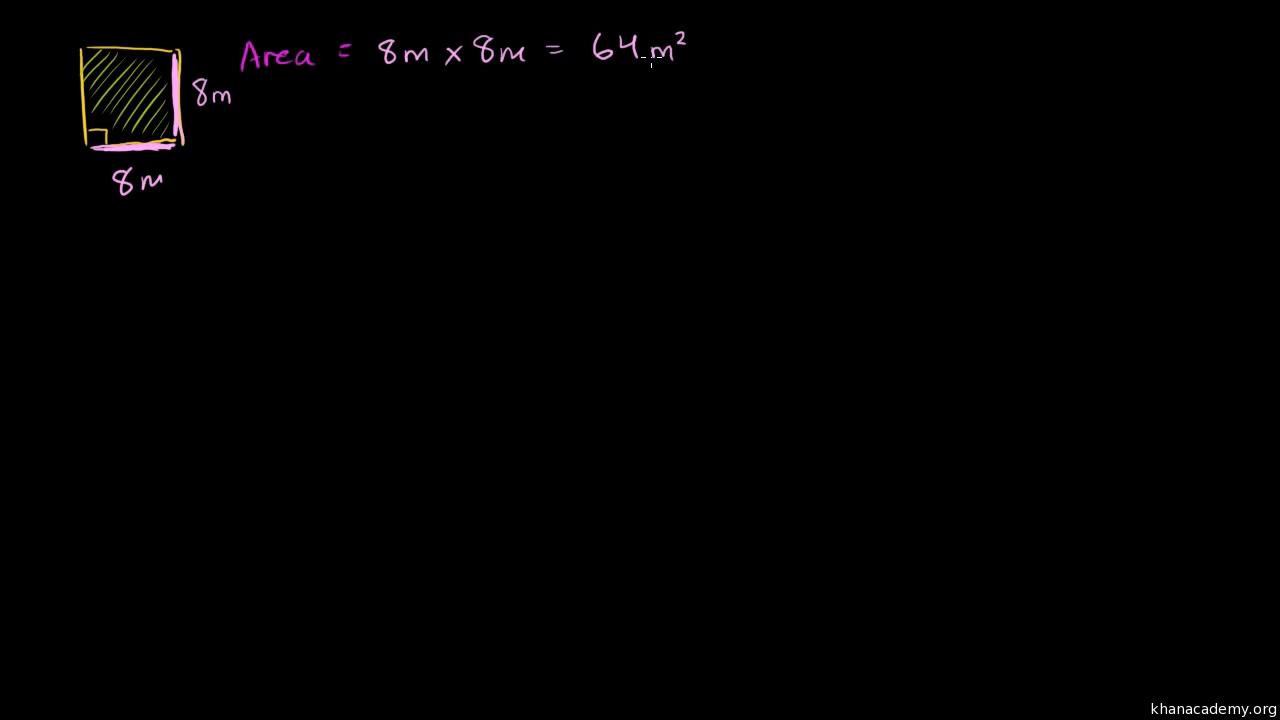 Area = 8m x 8m = 64 m²
8m
8m
khanacademy.org